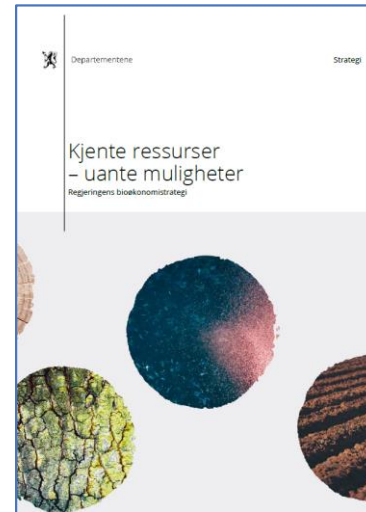 Departementene
Strategi
Kjente ressurser
– uante muligheter
Regjeringens bioøkonomistrategi